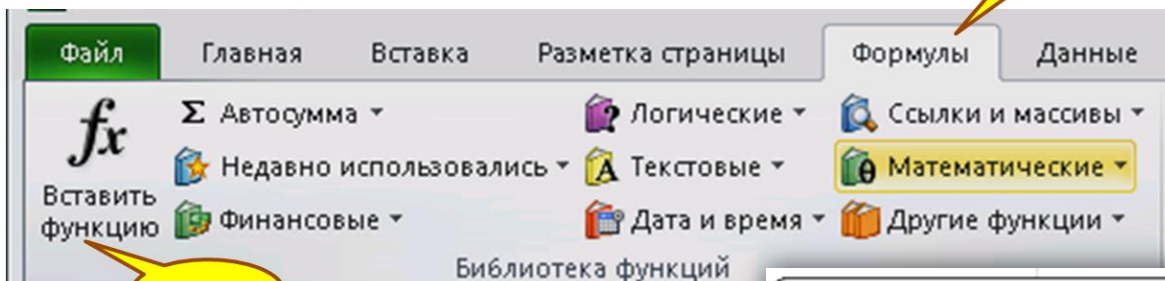 Файл Главная Вставка Разметка страницы Формулы Данные
fx Σ Автосумма Логические Ссылки и массивы
Недавно использовались А Текстовые θ Математические
Вставить функцию Финансовые Дата и время Другие функции
Библиотека функций